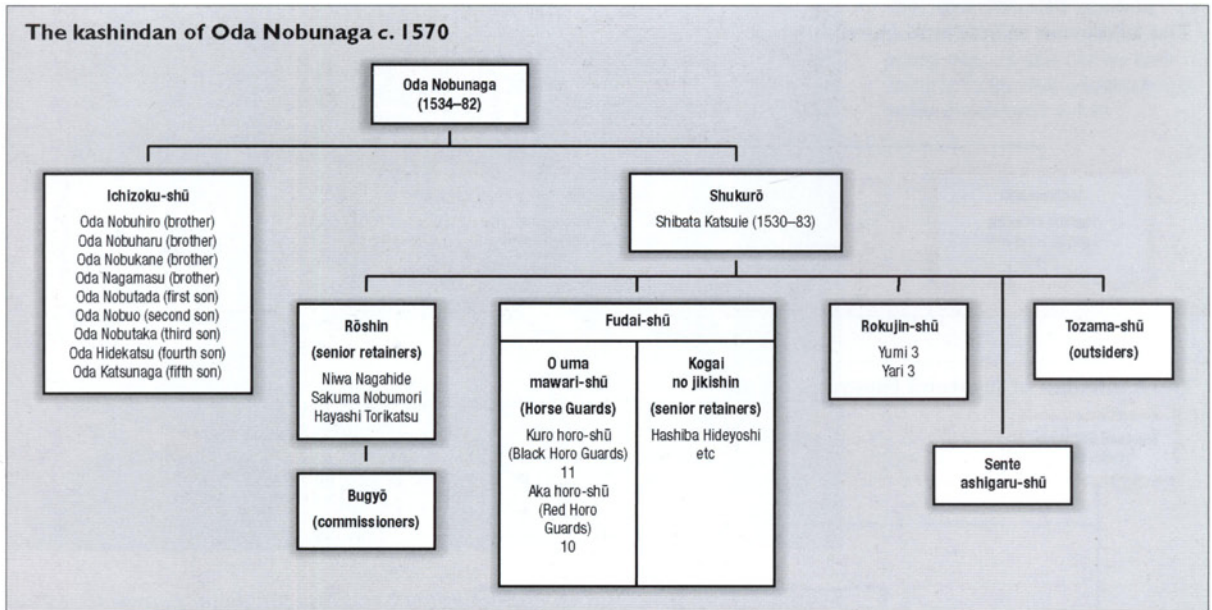 The kashindan of Oda Nobunaga c. 1570
Oda Nobunaga
(1534–82)
Ichizoku-shū
Oda Nobuhiro (brother)
Oda Nobuharu (brother)
Oda Nobukane (brother)
Oda Nagamasu (brother)
Oda Nobutada (first son)
Oda Nobuo (second son)
Oda Nobutaka (third son)
Oda Hidekatsu (fourth son)
Oda Katsunaga (fifth son)
Shukurō
Shibata Katsuie (1530–83)
Rōshin
(senior retainers)
Niwa Nagahide
Sakuma Nobumori
Hayashi Torikatsu
Bugyō
(commissioners)
Fudai-shū
O uma
mawari-shū
(Horse Guards)
Kuro horo-shū
(Black Horo Guards)
11
Aka horo-shū
(Red Horo
Guards)
10
Kogai
no jikishin
(senior retainers)
Hashiba Hideyoshi
etc
Rokujin-shū
Yumi 3
Yari 3
Sente
ashigaru-shū
Tozama-shū
(outsiders)